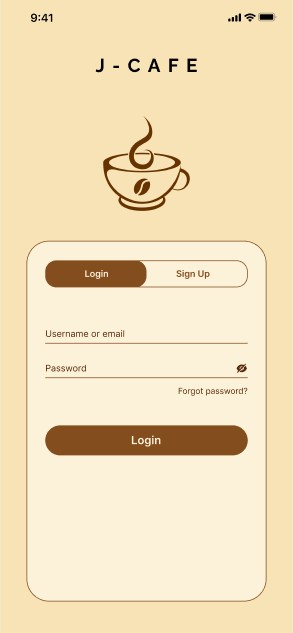 9:41
J-CAFE
Login
Sign Up
Username or email
Password
Forgot password?
Login